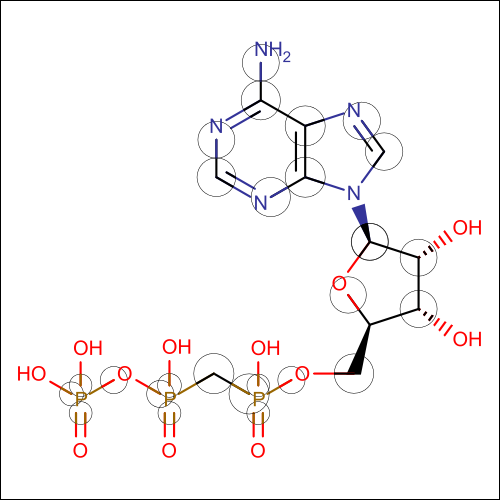 NH2
N N
N N
OH
O
OH
OH OH OH
HO O O
P P P
O O O